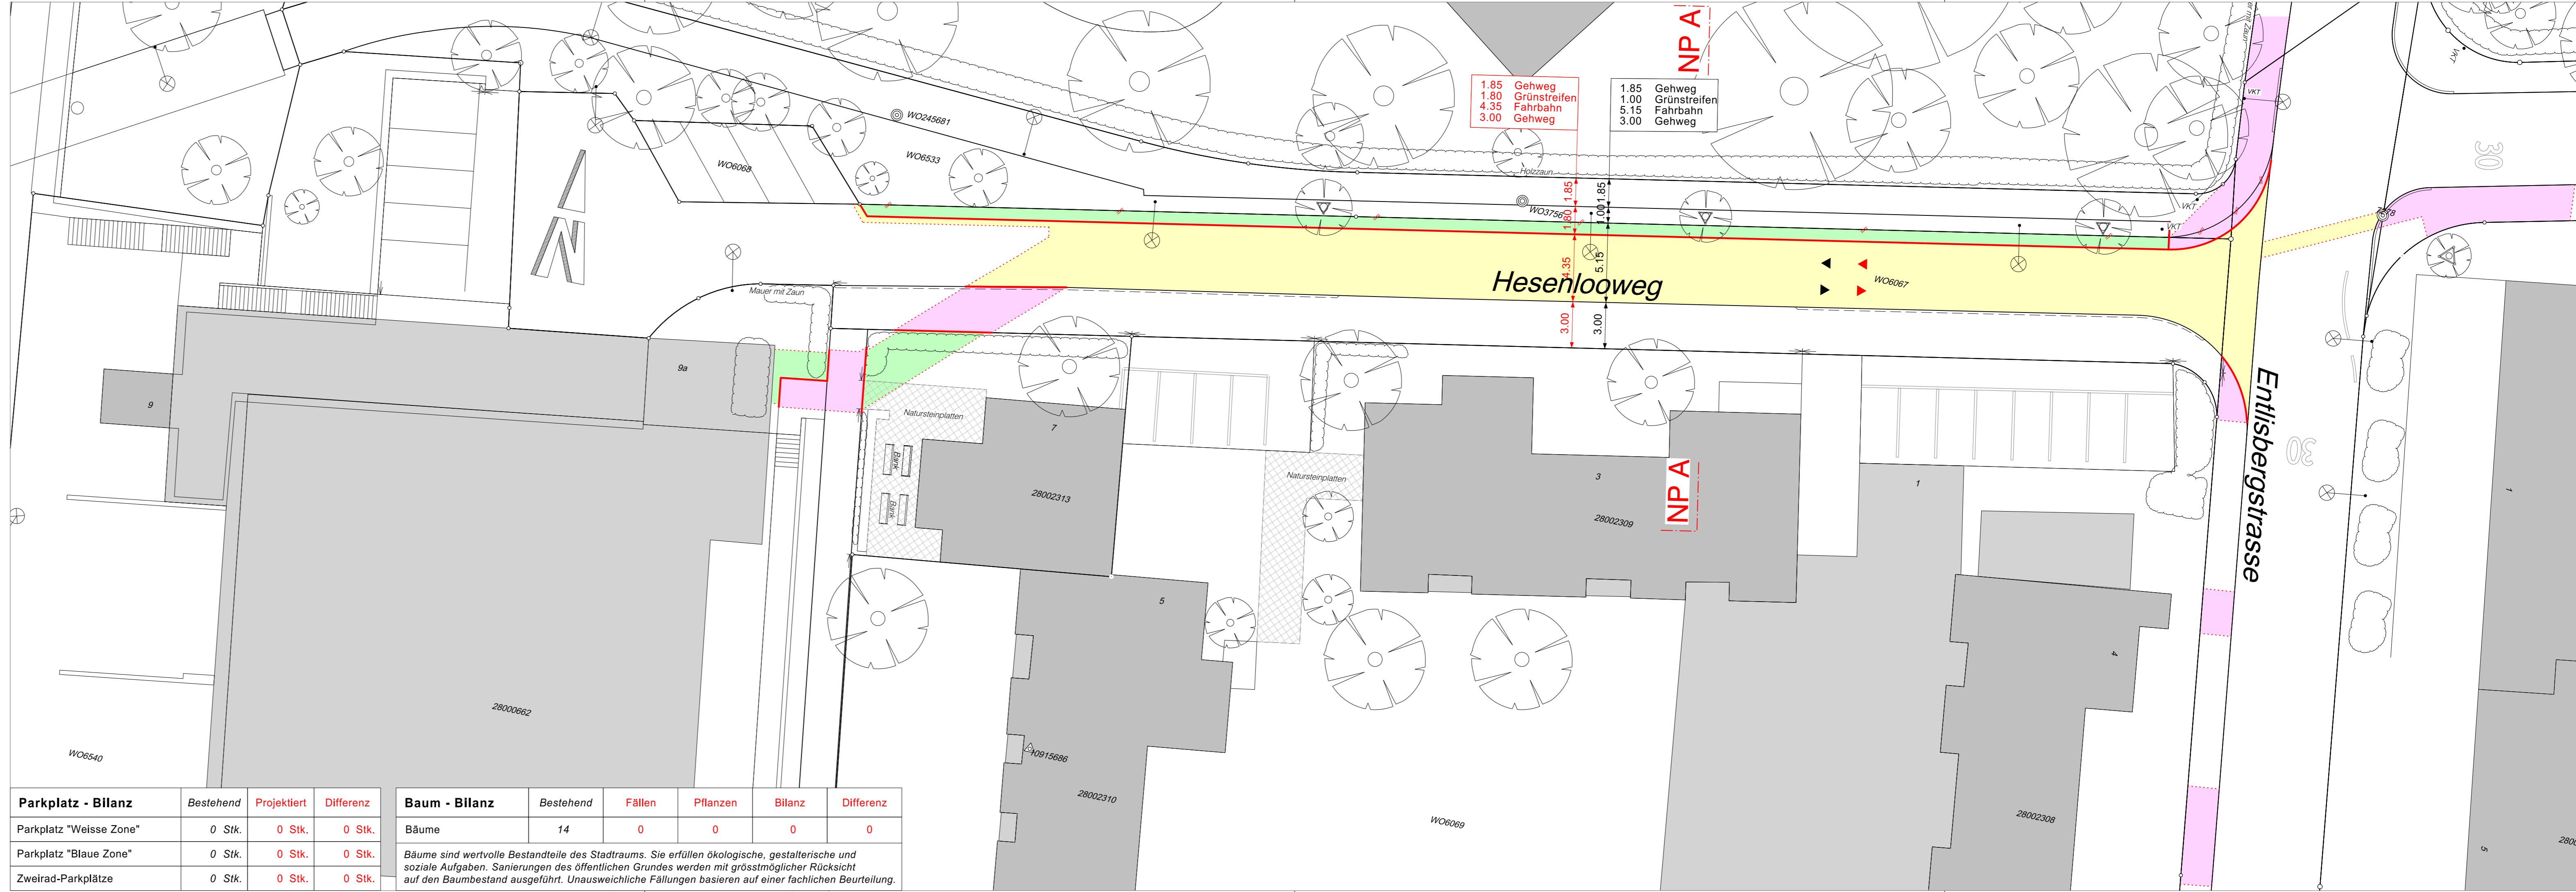 NP A
1.85 Gehweg
1.80 Grünstreifen
4.35 Fahrbahn
3.00 Gehweg
1.85 Gehweg
1.00 Grünstreifen
5.15 Fahrbahn
3.00 Gehweg
er mit Zaun
VKT
VKT
30
WO245681
WO6533
WO6068
Holzzaun
WO3756
VKT
VKT
1.85
1.80
4.35
3.00
1.85
1.00
5.15
3.00
Hesenlooweg
WO6067
Mauer mit Zaun
9a
9
Natursteinplatten
7
Bank
Bank
28002313
Natursteinplatten
3
28002309
NP A
1
Entlisbergstrasse
30
1
5
4
28000662
WO6540
10915686
28002310
WO6069
28002308
5
Parkplatz - Bilanz Bestehend Projektiert Differenz
Parkplatz "Weisse Zone" 0 Stk. 0 Stk. 0 Stk.
Parkplatz "Blaue Zone" 0 Stk. 0 Stk. 0 Stk.
Zweirad-Parkplätze 0 Stk. 0 Stk. 0 Stk.
Baum - Bilanz Bestehend Fällen Pflanzen Bilanz Differenz
Bäume 14 0 0 0 0
Bäume sind wertvolle Bestandteile des Stadtraums. Sie erfüllen ökologische, gestalterische und
soziale Aufgaben. Sanierungen des öffentlichen Grundes werden mit grösstmöglicher Rücksicht
auf den Baumbestand ausgeführt. Unausweichliche Fällungen basieren auf einer fachlichen Beurteilung.